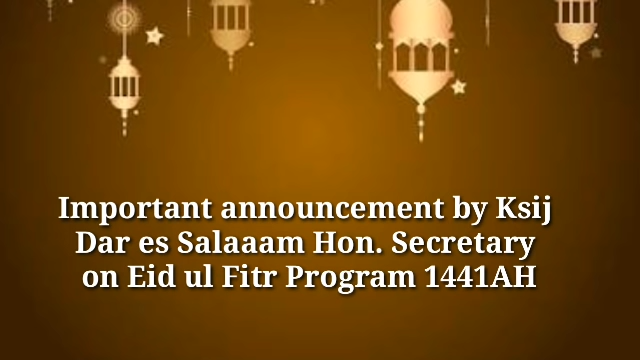 Important announcement by Ksij
Dar es Salaaam Hon. Secretary
on Eid ul Fitr Program 1441AH